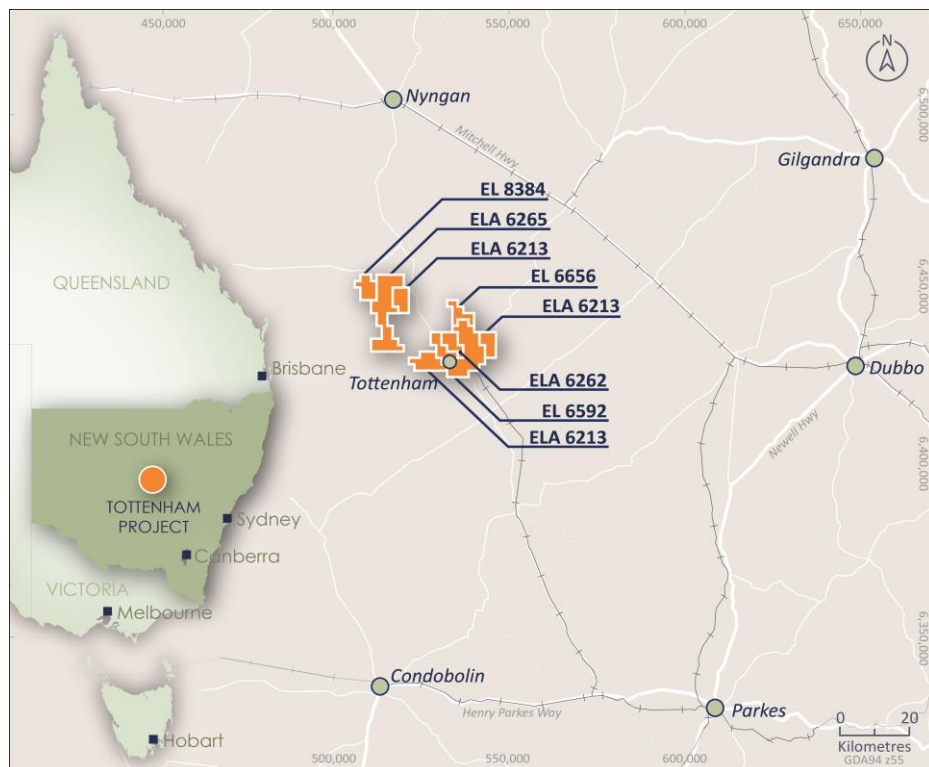 450,000
500,000
550,000
600,000
650,000
N
Nyngan
6,500,000
Mitchell Hwy
Gilgandra
EL 8384
ELA 6265
ELA 6213
QUEENSLAND
EL 6656
6,450,000
ELA 6213
Brisbane
Tottenham
ELA 6262
Dubbo
EL 6592
ELA 6213
NEW SOUTH WALES
Newell Hwy
6,400,000
TOTTENHAM
PROJECT
Sydney
Canberra
VICTORIA
Melbourne
6,350,000
Condobolin
Henry Parkes Way
Parkes
0 20
Kilometres
GDA94 z55
Hobart
500,000
550,000
600,000